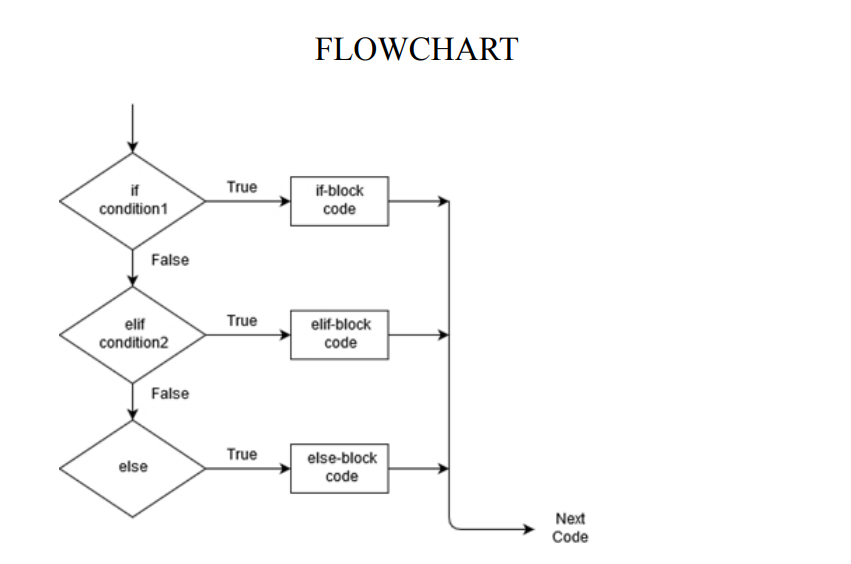 FLOWCHART
if
condition1
True
if-block
code
False
elif
condition2
True
elif-block
code
False
else
True
else-block
code
Next
Code